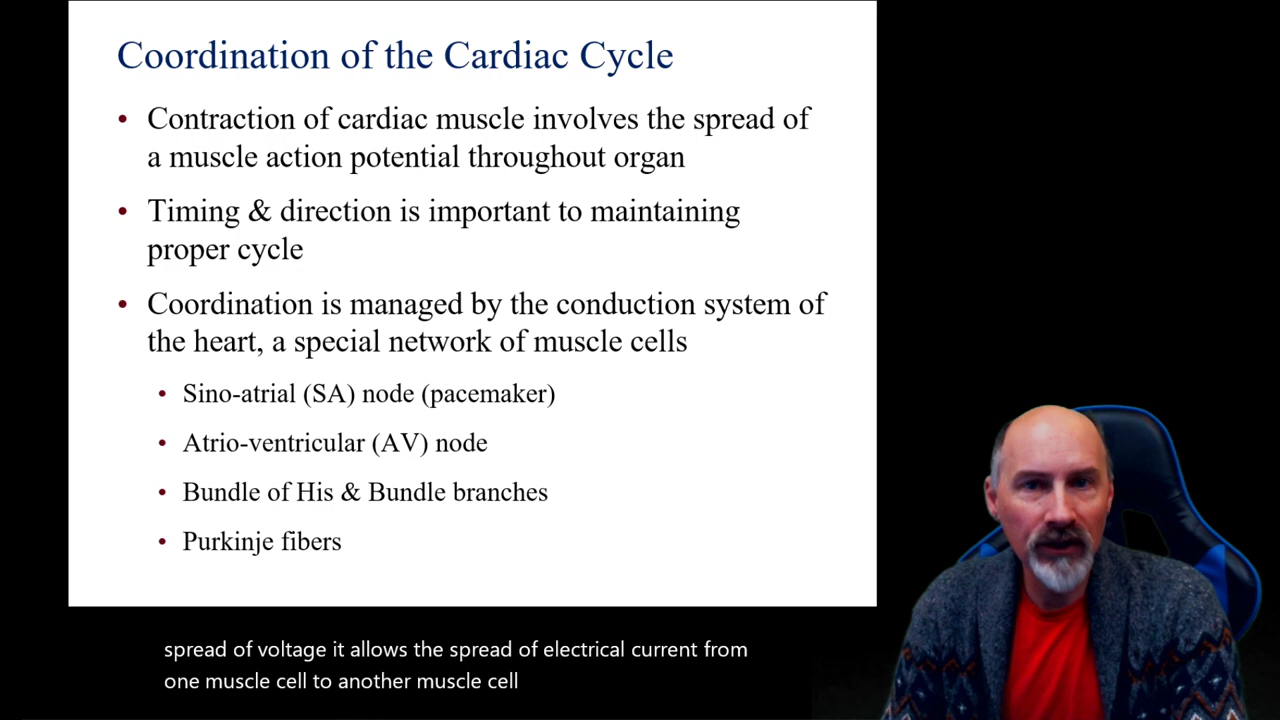 Coordination of the Cardiac Cycle
• Contraction of cardiac muscle involves the spread of
a muscle action potential throughout organ
• Timing & direction is important to maintaining
proper cycle
• Coordination is managed by the conduction system of
the heart, a special network of muscle cells
• Sino-atrial (SA) node (pacemaker)
• Atrio-ventricular (AV) node
• Bundle of His & Bundle branches
• Purkinje fibers
spread of voltage it allows the spread of electrical current from
one muscle cell to another muscle cell